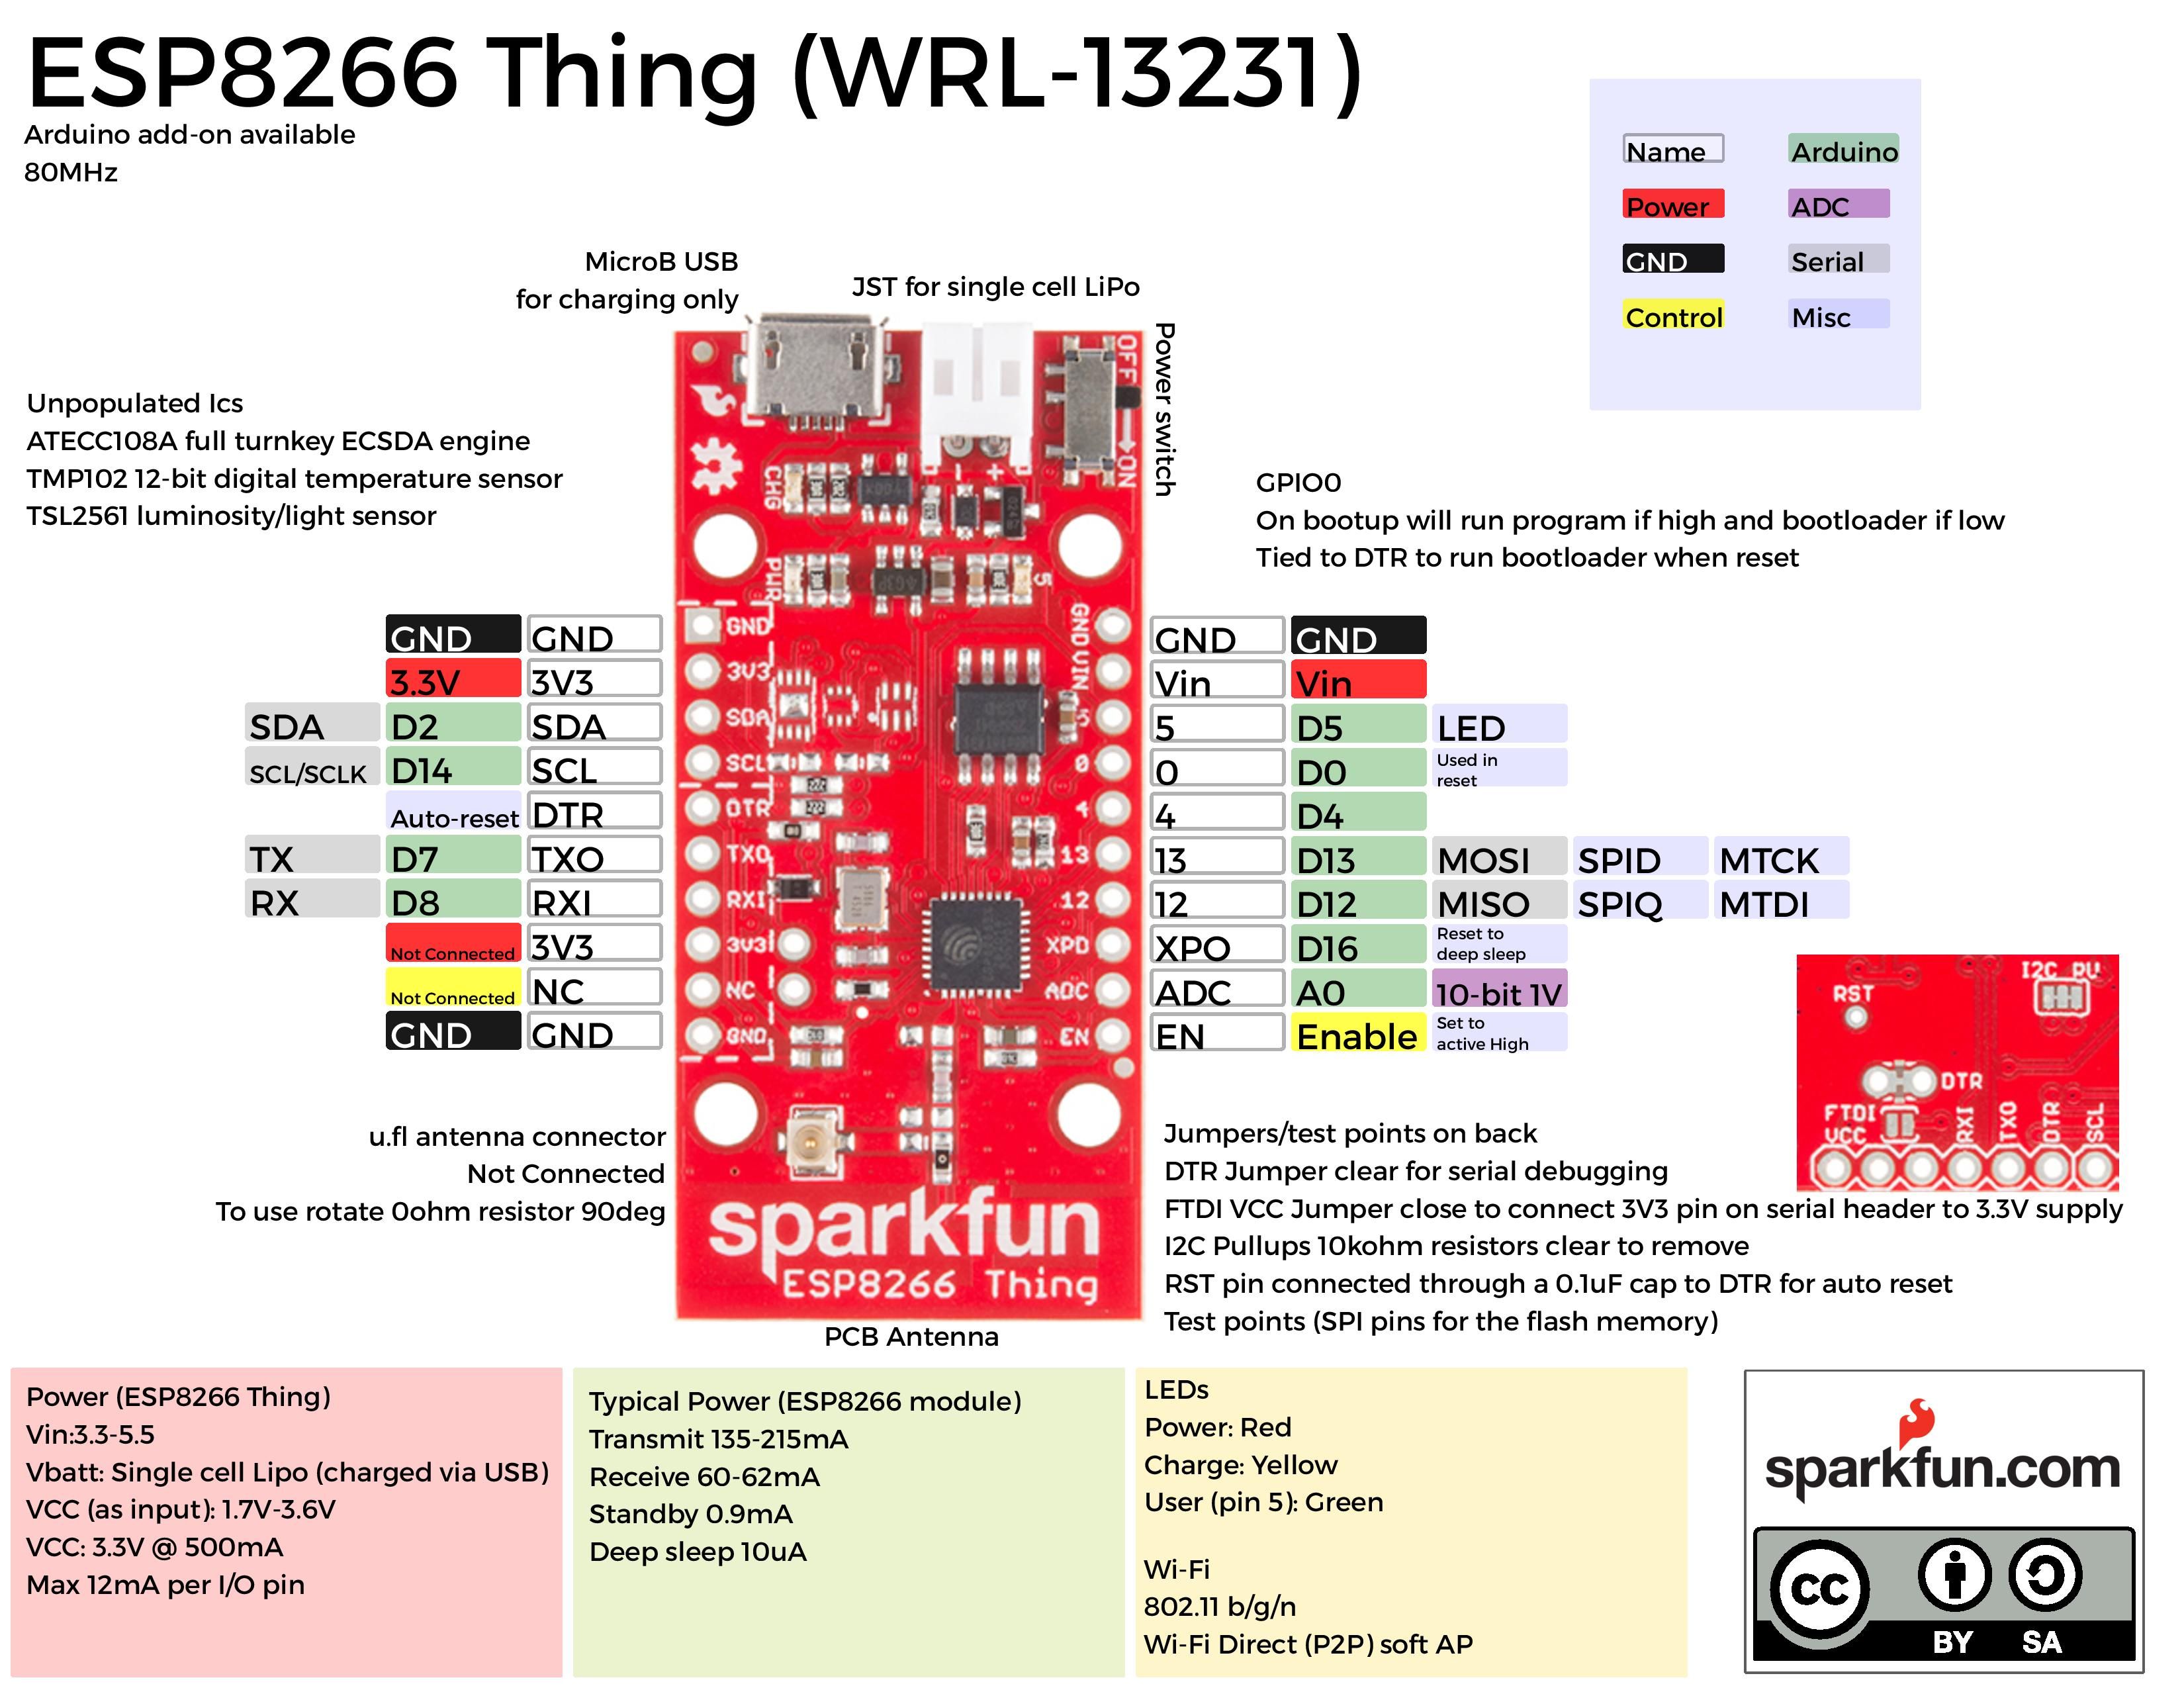 ESP8266 Thing (WRL-13231)
Arduino add-on available
80MHz
Name Arduino
Power ADC
GND Serial
Control Misc
MicroB USB
for charging only
JST for single cell LiPo
Power switch
OFF
ON
Unpopulated Ics
ATECC108A full turnkey ECSDA engine
TMP102 12-bit digital temperature sensor
TSL2561 luminosity/light sensor
GPIO0
On bootup will run program if high and bootloader if low
Tied to DTR to run bootloader when reset
CHG
- +
PWR
5
GND GND
3.3V 3V3
SDA D2 SDA
SCL/SCLK D14 SCL
Auto-reset DTR
TX D7 TXO
RX D8 RXI
Not Connected 3V3
Not Connected NC
GND GND
GND
3V3
SDA
SCL
DTR
TXO
RXI
3V3
NC
GND
GND
VIN
5
0
4
13
12
XPD
ADC
EN
GND GND
Vin Vin
5 D5 LED
0 D0 Used in
reset
4 D4
13 D13 MOSI SPID MTCK
12 D12 MISO SPIQ MTDI
XPO D16 Reset to
deep sleep
ADC A0 10-bit 1V
EN Enable Set to
active High
I2C PU
RST
DTR
FTDI
VCC
RXI
TXO
DTR
SCL
u.fl antenna connector
Not Connected
To use rotate 0ohm resistor 90deg
sparkfun
ESP8266 Thing
PCB Antenna
Jumpers/test points on back
DTR Jumper clear for serial debugging
FTDI VCC Jumper close to connect 3V3 pin on serial header to 3.3V supply
I2C Pullups 10kohm resistors clear to remove
RST pin connected through a 0.1uF cap to DTR for auto reset
Test points (SPI pins for the flash memory)
Power (ESP8266 Thing)
Vin:3.3-5.5
Vbatt: Single cell Lipo (charged via USB)
VCC (as input): 1.7V-3.6V
VCC: 3.3V @ 500mA
Max 12mA per I/O pin
Typical Power (ESP8266 module)
Transmit 135-215mA
Receive 60-62mA
Standby 0.9mA
Deep sleep 10uA
LEDs
Power: Red
Charge: Yellow
User (pin 5): Green
Wi-Fi
802.11 b/g/n
Wi-Fi Direct (P2P) soft AP
sparkfun.com
CC
BY SA